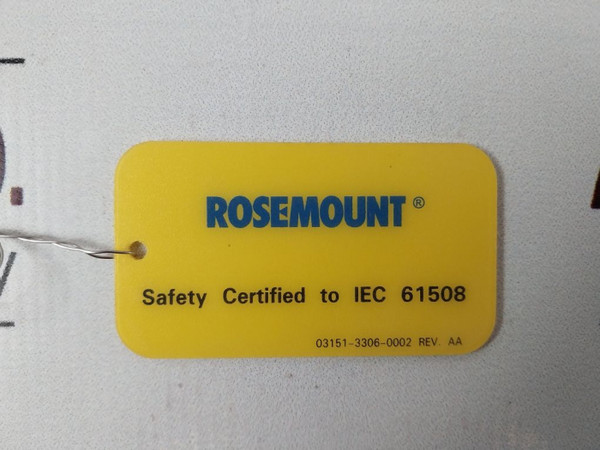 ROSEMOUNT®
Safety Certified to IEC 61508
03151-3306-0002 REV. AA